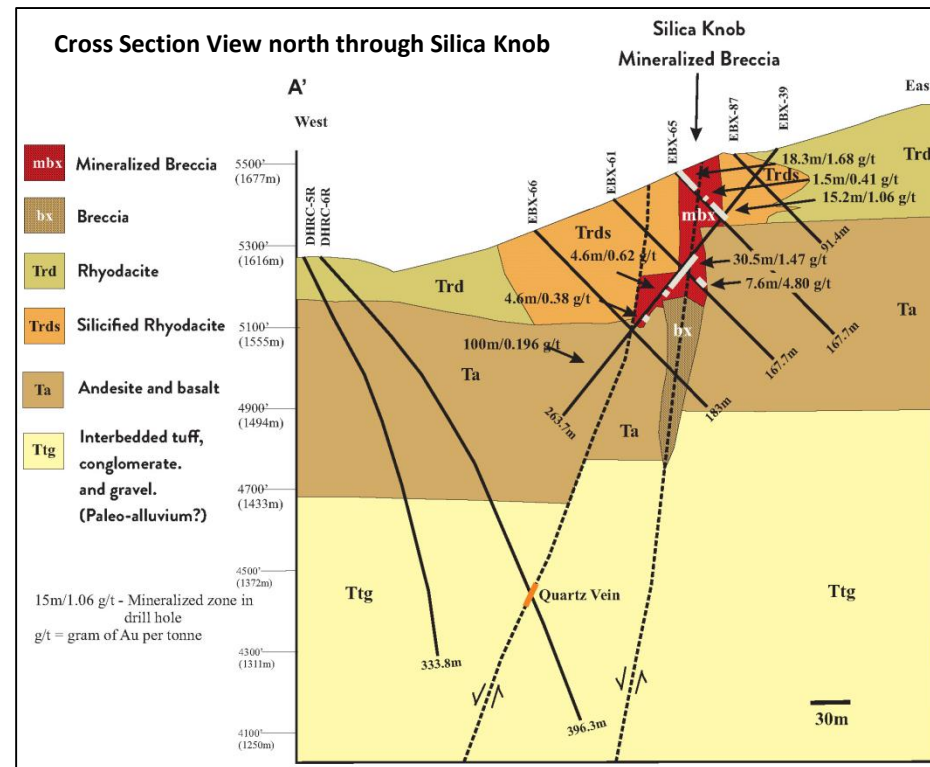 Cross Section View north through Silica Knob
Silica Knob
Mineralized Breccia
A'
West
East
mbx Mineralized Breccia
bx Breccia
Trd Rhyodacite
Trds Silicified Rhyodacite
Ta Andesite and basalt
Ttg Interbedded tuff,
conglomerate.
and gravel.
(Paleo-alluvium?)
15m/1.06 g/t - Mineralized zone in
drill hole
g/t = gram of Au per tonne
5500'
(1677m)
5300'
(1616m)
5100'
(1555m)
4900'
(1494m)
4700'
(1433m)
4500'
(1372m)
4300'
(1311m)
4100'
(1250m)
DHRC-5R
DHRC-6R
EBX-66
EBX-61
EBX-65
EBX-87
EBX-39
18.3m/1.68 g/t
Trds
1.5m/0.41 g/t
15.2m/1.06 g/t
Trd
mbx
Trds
91.4m
4.6m/0.62 g/t
30.5m/1.47 g/t
Trd
7.6m/4.80 g/t
4.6m/0.38 g/t
Ta
bx
100m/0.196 g/t
167.7m
167.7m
Ta
263.7m
183m
Ta
Quartz Vein
Ttg
Ttg
333.8m
396.3m
30m